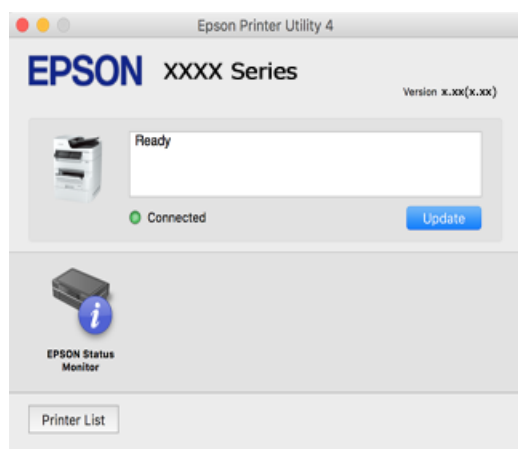 Epson Printer Utility 4
EPSON XXXX Series
Version x.xx(x.xx)
Ready
Connected
Update
EPSON Status
Monitor
Printer List